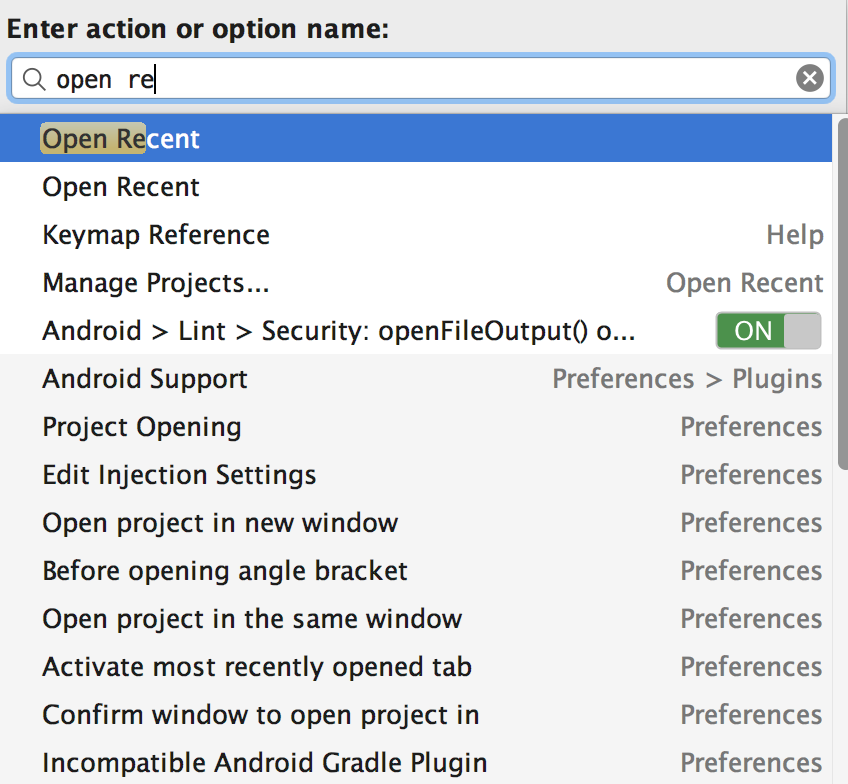 Enter action or option name:
open re
Open Recent
Open Recent
Keymap Reference Help
Manage Projects... Open Recent
Android > Lint > Security: openFileOutput() o... ON
Android Support Preferences > Plugins
Project Opening Preferences
Edit Injection Settings Preferences
Open project in new window Preferences
Before opening angle bracket Preferences
Open project in the same window Preferences
Activate most recently opened tab Preferences
Confirm window to open project in Preferences
Incompatible Android Gradle Plugin Preferences